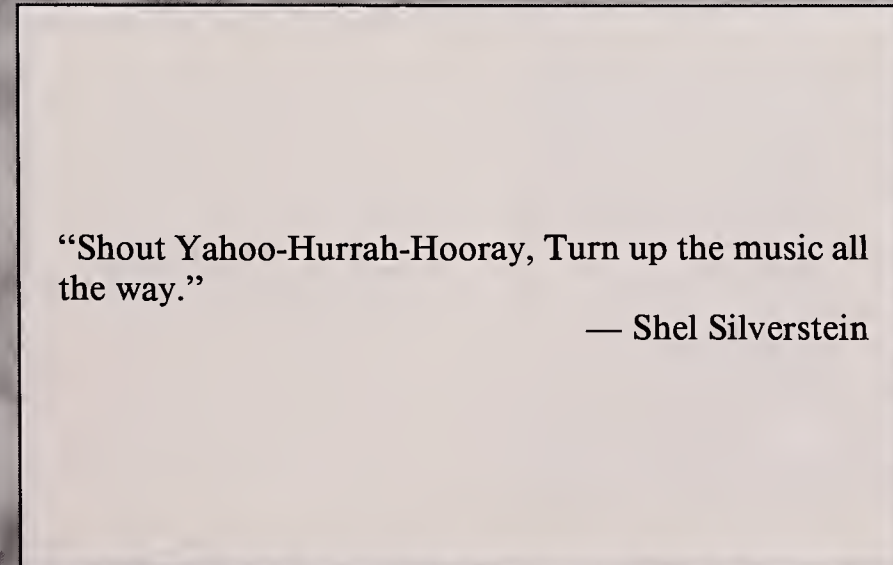 “Shout Yahoo-Hurrah-Hooray, Turn up the music all
the way.”
— Shel Silverstein